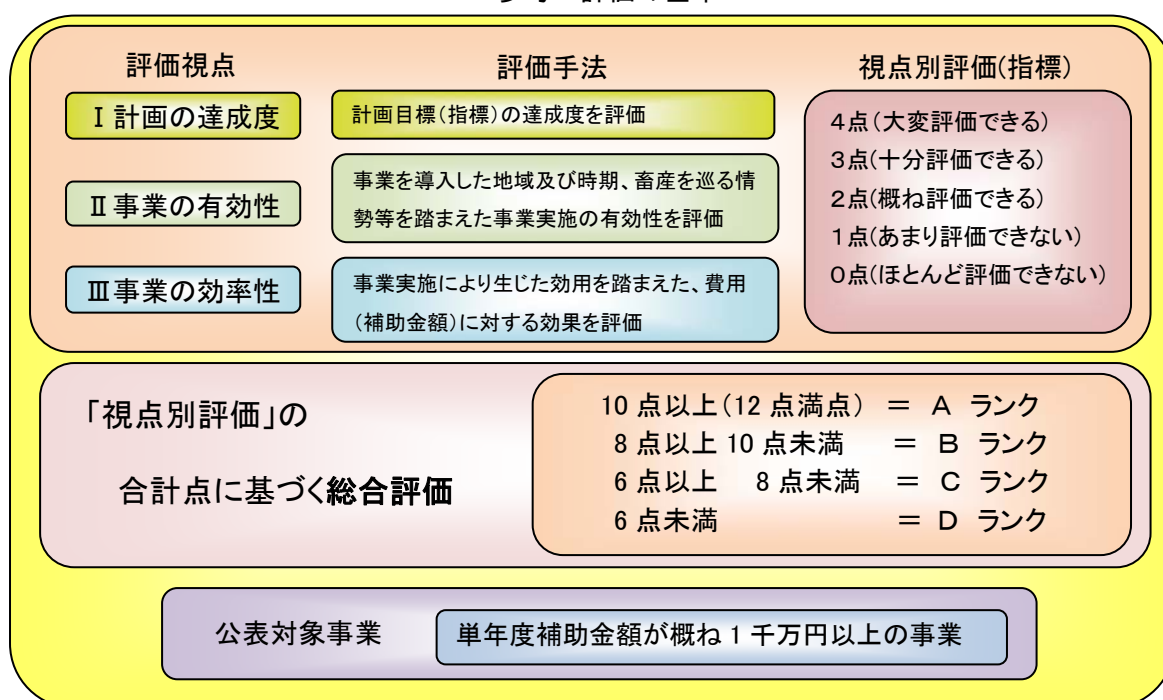 評価視点 評価手法 視点別評価(指標)
Ⅰ計画の達成度 計画目標(指標)の達成度を評価
Ⅱ事業の有効性 事業を導入した地域及び時期、畜産を巡る情
勢等を踏まえた事業実施の有効性を評価
Ⅲ事業の効率性 事業実施により生じた効用を踏まえた、費用
(補助金額)に対する効果を評価
4点(大変評価できる)
3点(十分評価できる)
2点(概ね評価できる)
1点(あまり評価できない)
0点(ほとんど評価できない)
「視点別評価」の
合計点に基づく総合評価
10点以上(12点満点) = A ランク
8点以上10点未満 = B ランク
6点以上 8点未満 = C ランク
6点未満 = D ランク
公表対象事業 単年度補助金額が概ね1千万円以上の事業